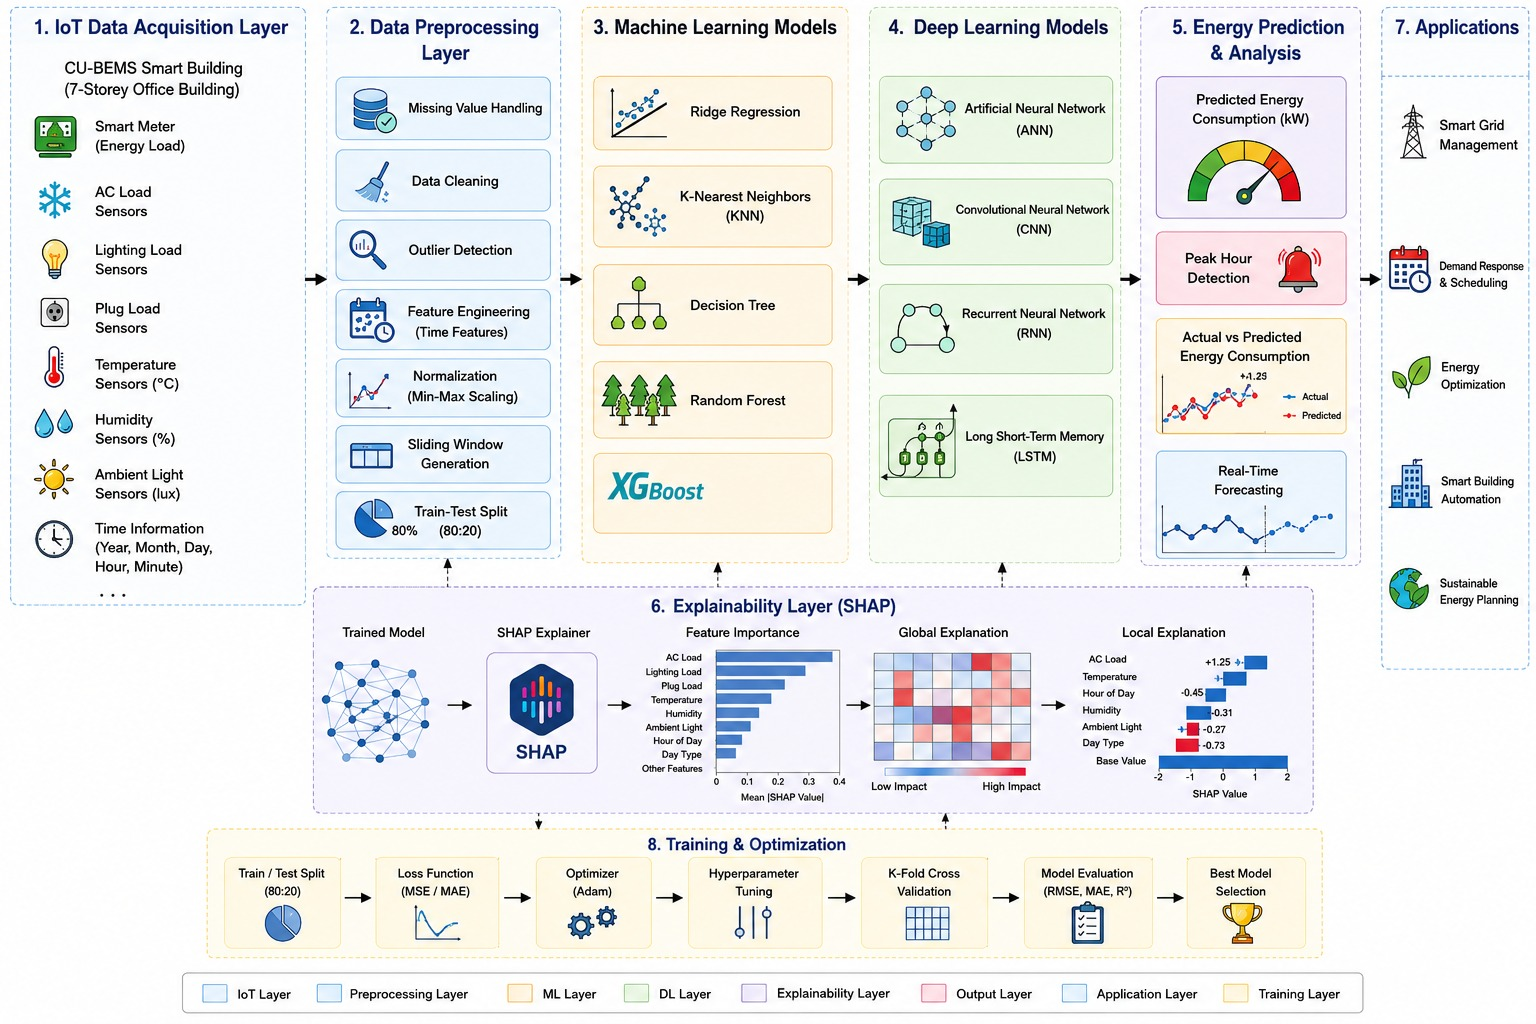 1. IoT Data Acquisition Layer
CU-BEMS Smart Building
(7-Storey Office Building)
Smart Meter
(Energy Load)
AC Load
Sensors
Lighting Load
Sensors
Plug Load
Sensors
Temperature
Sensors (°C)
Humidity
Sensors (%)
Ambient Light
Sensors (lux)
Time Information
(Year, Month, Day,
Hour, Minute)
...
2. Data Preprocessing
Layer
Missing Value Handling
Data Cleaning
Outlier Detection
Feature Engineering
(Time Features)
Normalization
(Min-Max Scaling)
Sliding Window
Generation
Train-Test Split
80% (80:20)
3. Machine Learning Models
Ridge Regression
K-Nearest Neighbors
(KNN)
Decision Tree
Random Forest
XGBoost
4. Deep Learning Models
Artificial Neural Network
(ANN)
Convolutional Neural Network
(CNN)
Recurrent Neural Network
(RNN)
Long Short-Term Memory
(LSTM)
5. Energy Prediction
& Analysis
Predicted Energy
Consumption (kW)
Peak Hour
Detection
Actual vs Predicted
Energy Consumption
+1.25
Actual
Predicted
Real-Time
Forecasting
7. Applications
Smart Grid
Management
Demand Response
& Scheduling
Energy
Optimization
Smart Building
Automation
Sustainable
Energy Planning
6. Explainability Layer (SHAP)
Trained Model
SHAP Explainer
SHAP
Feature Importance
AC Load
Lighting Load
Plug Load
Temperature
Humidity
Ambient Light
Hour of Day
Day Type
Other Features
0 0.1 0.2 0.3 0.4
Mean |SHAP Value|
Global Explanation
Low Impact High Impact
Local Explanation
AC Load +1.25
Temperature
Hour of Day -0.45
Humidity -0.31
Ambient Light -0.27
Day Type -0.73
Base Value
-2 -1 0 1 2
SHAP Value
8. Training & Optimization
Train / Test Split
(80:20)
Loss Function
(MSE / MAE)
Optimizer
(Adam)
Hyperparameter
Tuning
K-Fold Cross
Validation
Model Evaluation
(RMSE, MAE, R²)
Best Model
Selection
IoT Layer
Preprocessing Layer
ML Layer
DL Layer
Explainability Layer
Output Layer
Application Layer
Training Layer